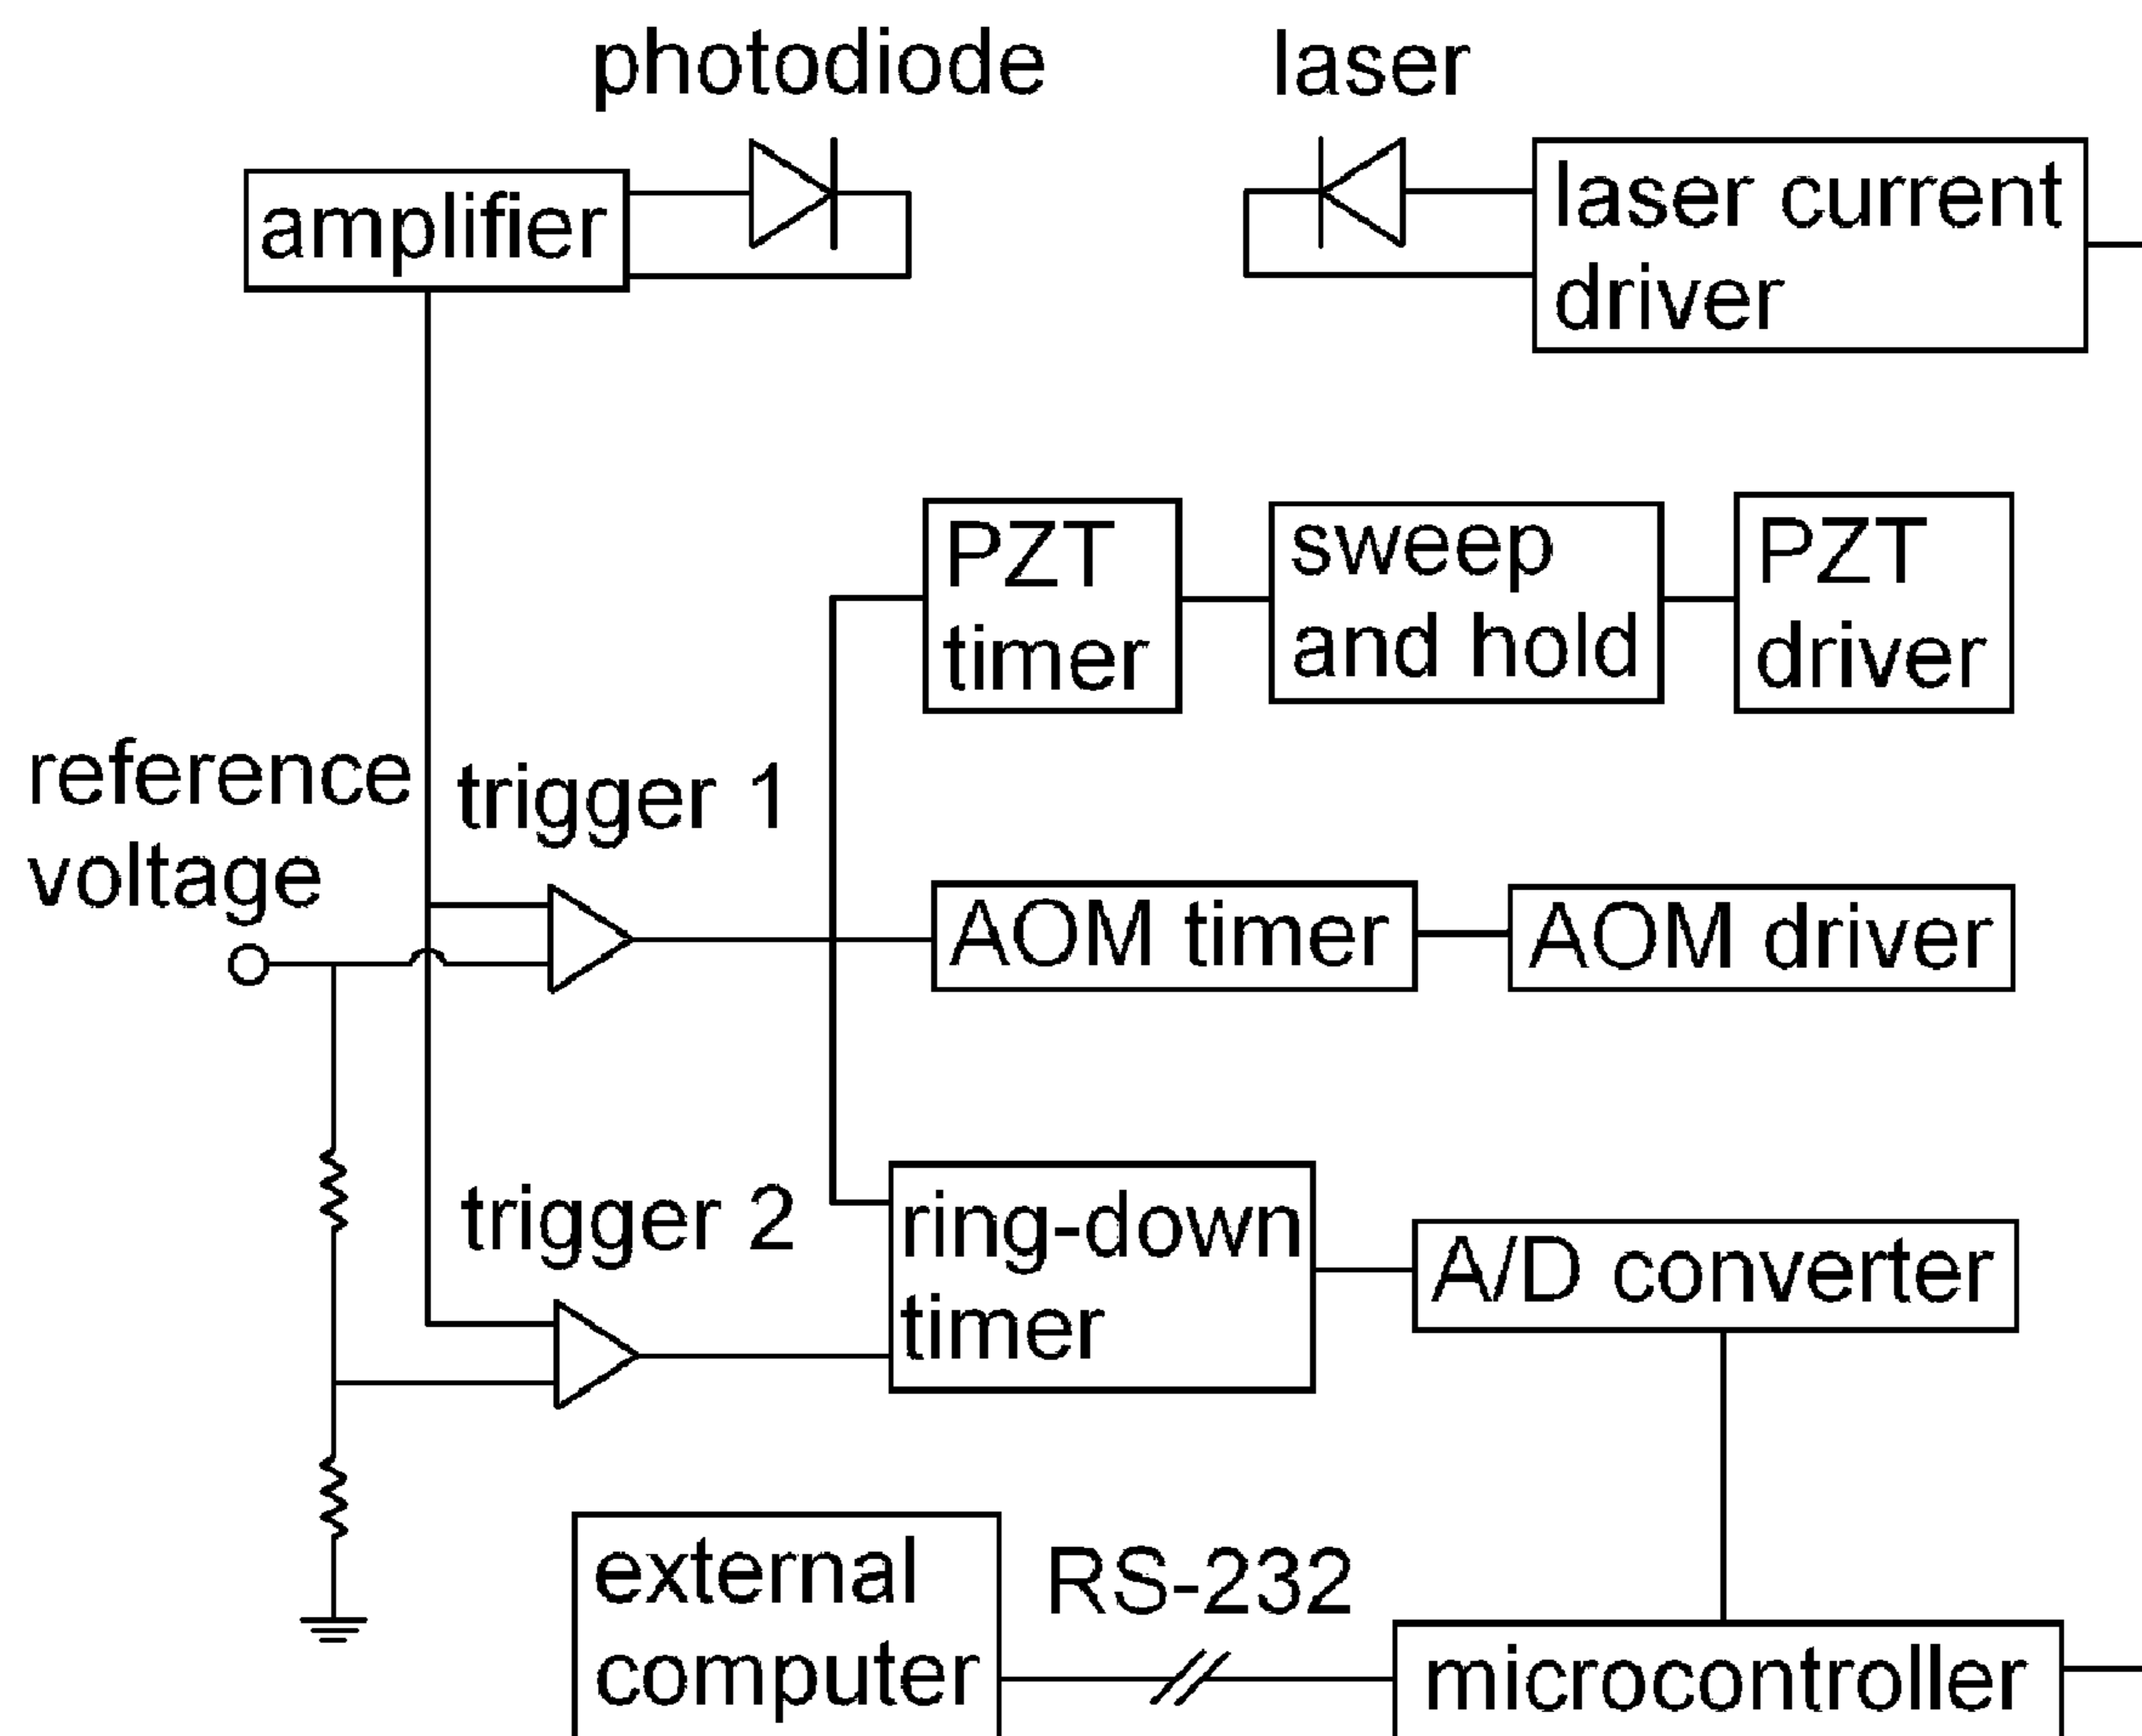 photodiode
laser
amplifier
laser current
driver
PZT
timer
sweep
and hold
PZT
driver
reference
voltage
trigger 1
AOM timer
AOM driver
trigger 2
ring-down
timer
A/D converter
external
computer
RS-232
microcontroller